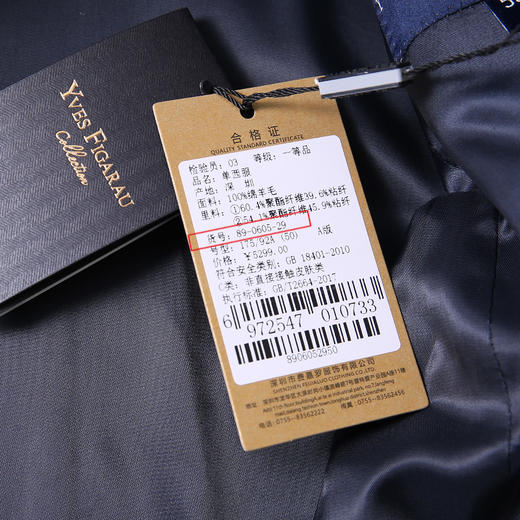 YVES FIGARAU
Collection
合格证
QUALITY STANDARD CERTIFICATE
检验员: 03 等级: 一等品
品名: 单西服
产地: 深圳
面料: 100%绵羊毛
里料: ①60.4%聚酯纤维39.6%粘纤
②54.1%聚酯纤维45.9%粘纤
货号: 89-0605-29
号型: 175/92A (50) A版
价格: ¥5299.00
符合安全类别: GB 18401-2010
C类: 非直接接触皮肤类
执行标准: GB/T2664-2017
6 972547 010733
8906052950
深圳市费嘉罗服饰有限公司
SHENZHEN FEIJIALUO CLOTHING CO.,LTD
电话: 0755-83562222 传真: 0755-83562456